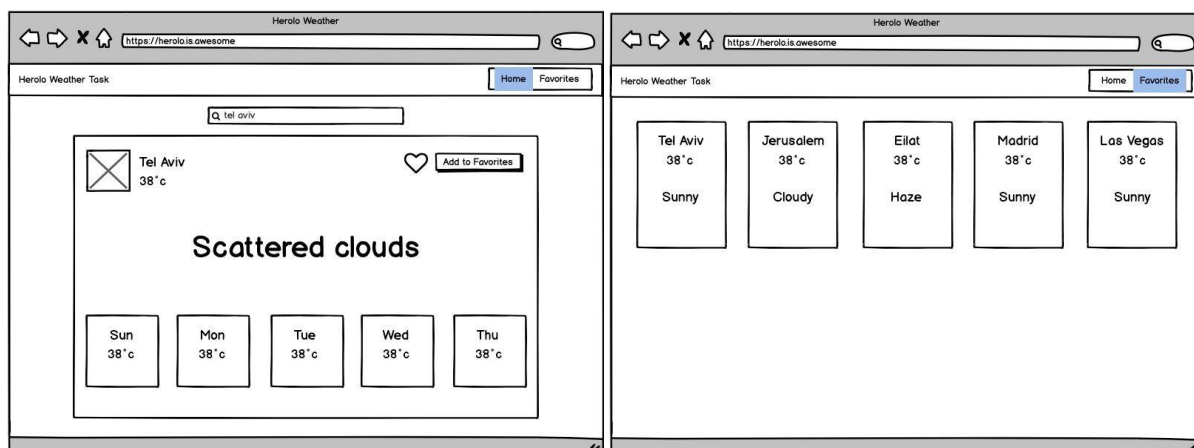 Herolo Weather
https://herolo.is.awesome
Herolo Weather Task
Home Favorites
tel aviv
Tel Aviv
38°c
Add to Favorites
Scattered clouds
Sun Mon Tue Wed Thu
38°c 38°c 38°c 38°c 38°c
Herolo Weather
https://herolo.is.awesome
Herolo Weather Task
Home Favorites
Tel Aviv Jerusalem Eilat Madrid Las Vegas
38°c 38°c 38°c 38°c 38°c
Sunny Cloudy Haze Sunny Sunny